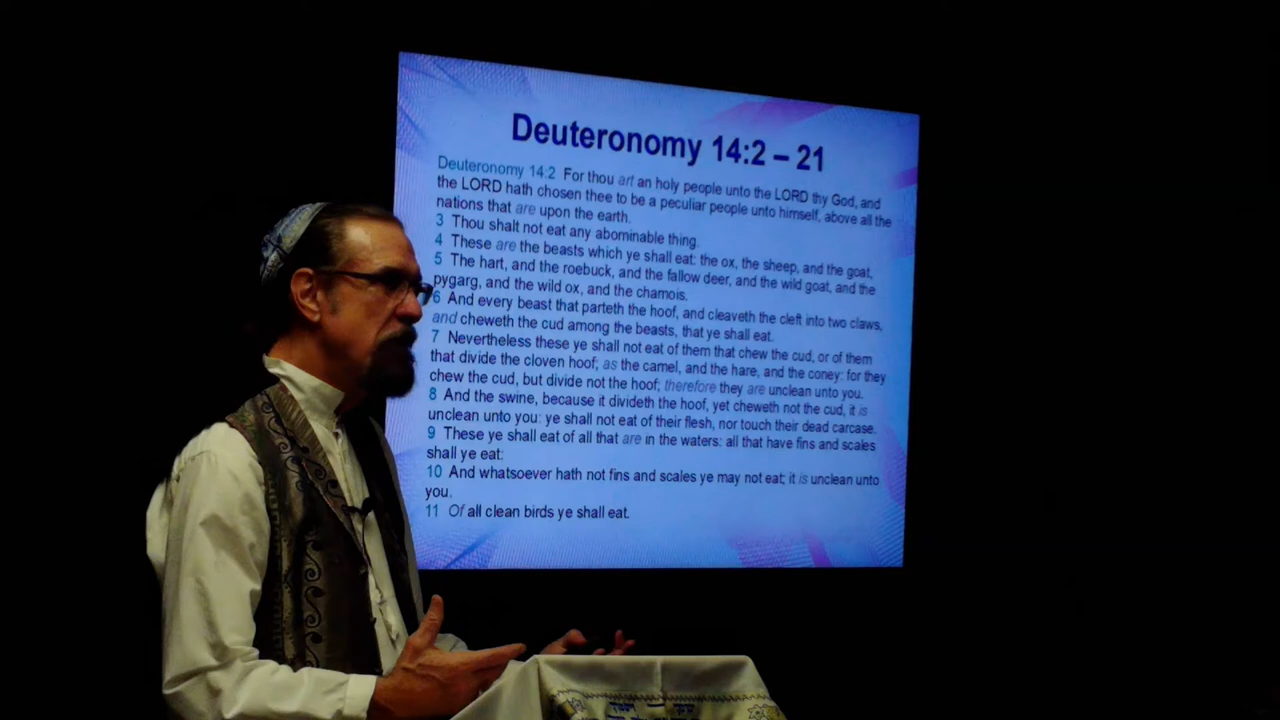 Deuteronomy 14:2 – 21
Deuteronomy 14:2 For thou art an holy people unto the LORD thy God, and
the LORD hath chosen thee to be a peculiar people unto himself, above all the
nations that are upon the earth.
3 Thou shalt not eat any abominable thing.
4 These are the beasts which ye shall eat: the ox, the sheep, and the goat,
5 The hart, and the roebuck, and the fallow deer, and the wild goat, and the
pygarg, and the wild ox, and the chamois.
6 And every beast that parteth the hoof, and cleaveth the cleft into two claws,
and cheweth the cud among the beasts, that ye shall eat.
7 Nevertheless these ye shall not eat of them that chew the cud, or of them
that divide the cloven hoof; as the camel, and the hare, and the coney: for they
chew the cud, but divide not the hoof; therefore they are unclean unto you.
8 And the swine, because it divideth the hoof, yet cheweth not the cud, it is
unclean unto you: ye shall not eat of their flesh, nor touch their dead carcase.
9 These ye shall eat of all that are in the waters: all that have fins and scales
shall ye eat:
10 And whatsoever hath not fins and scales ye may not eat; it is unclean unto
you.
11 Of all clean birds ye shall eat.